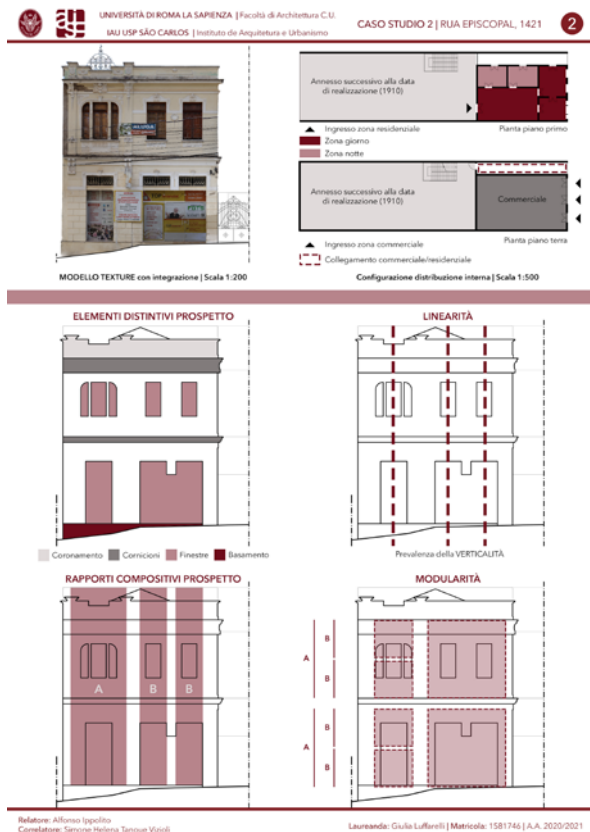 UNIVERSITÀ DI ROMA LA SAPIENZA | Facoltà di Architettura C.U.
IAU USP SÃO CARLOS | Instituto de Arquitetura e Urbanismo
CASO STUDIO 2 | RUA EPISCOPAL, 1421
2
Annesso successivo alla data
di realizzazione (1910)
Ingresso zona residenziale
Pianta piano primo
Zona giorno
Zona notte
Annesso successivo alla data
di realizzazione (1910)
Commerciale
Ingresso zona commerciale
Pianta piano terra
Collegamento commerciale/residenziale
MODELLO TEXTURE con integrazione | Scala 1:200
Configurazione distribuzione interna | Scala 1:500
ELEMENTI DISTINTIVI PROSPETTO
LINEARITÀ
Coronamento
Cornicioni
Finestre
Basamento
Prevalenza della VERTICALITÀ
RAPPORTI COMPOSITIVI PROSPETTO
MODULARITÀ
A
B
B
A
B
B
A
B
B
Relatore: Alfonso Ippolito
Correlatore: Simone Helena Tanoue Vizioli
Laureanda: Giulia Luffarelli | Matricola: 1581746 | A.A. 2020/2021